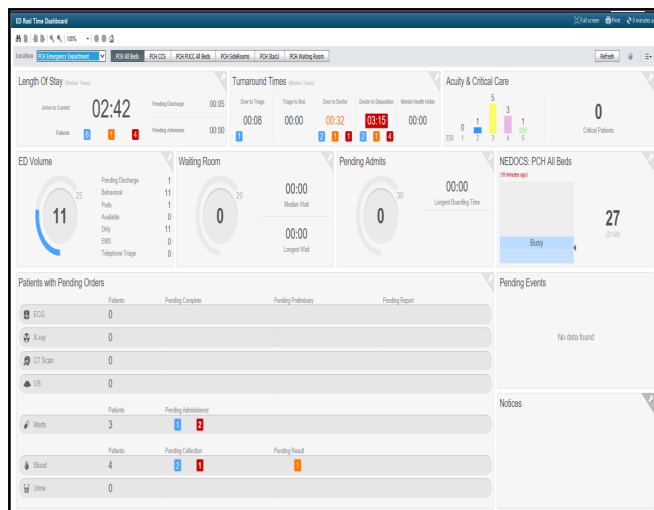 ED Real Time Dashboard
Full screen Print 0 minutes a
100%
Location PCH Emergency Department PCH All Beds PCH CCS PCH PUCC All Beds PCH SideRooms PCH StarU PCH Waiting Room Refresh
Length Of Stay (Median Times)
Arrive to Current 02:42 Pending Discharge 00:05
Patients 6 1 4 Pending Admission 00:00
Turnaround Times (Median Times)
Door to Triage Triage to Bed Door to Doctor Doctor to Disposition Mental Health Holds
00:08 00:00 00:32 03:15 00:00
1 2 1 1 2 1 4
Acuity & Critical Care
5
3
0 1 1
ESI 1 2 3 4 5
0
Critical Patients
ED Volume
25
11
Pending Discharge 1
Behavioral 11
Peds 1
Available 0
Dirty 11
EMS 0
Telephone Triage 0
Waiting Room
20
0
00:00
Median Wait
00:00
Longest Wait
Pending Admits
30
0
00:00
Longest Boarding Time
NEDOCS: PCH All Beds
Busy
27
Patients with Pending Orders
Patients Pending Complete Pending Preliminary Pending Report
ECG 0
X-ray 0
CT Scan 0
US 0
Patients Pending Administered
Meds 3 1 2
Patients Pending Collection Pending Result
Blood 4 2 1 1
Urine 0
Pending Events
No data found
Notices